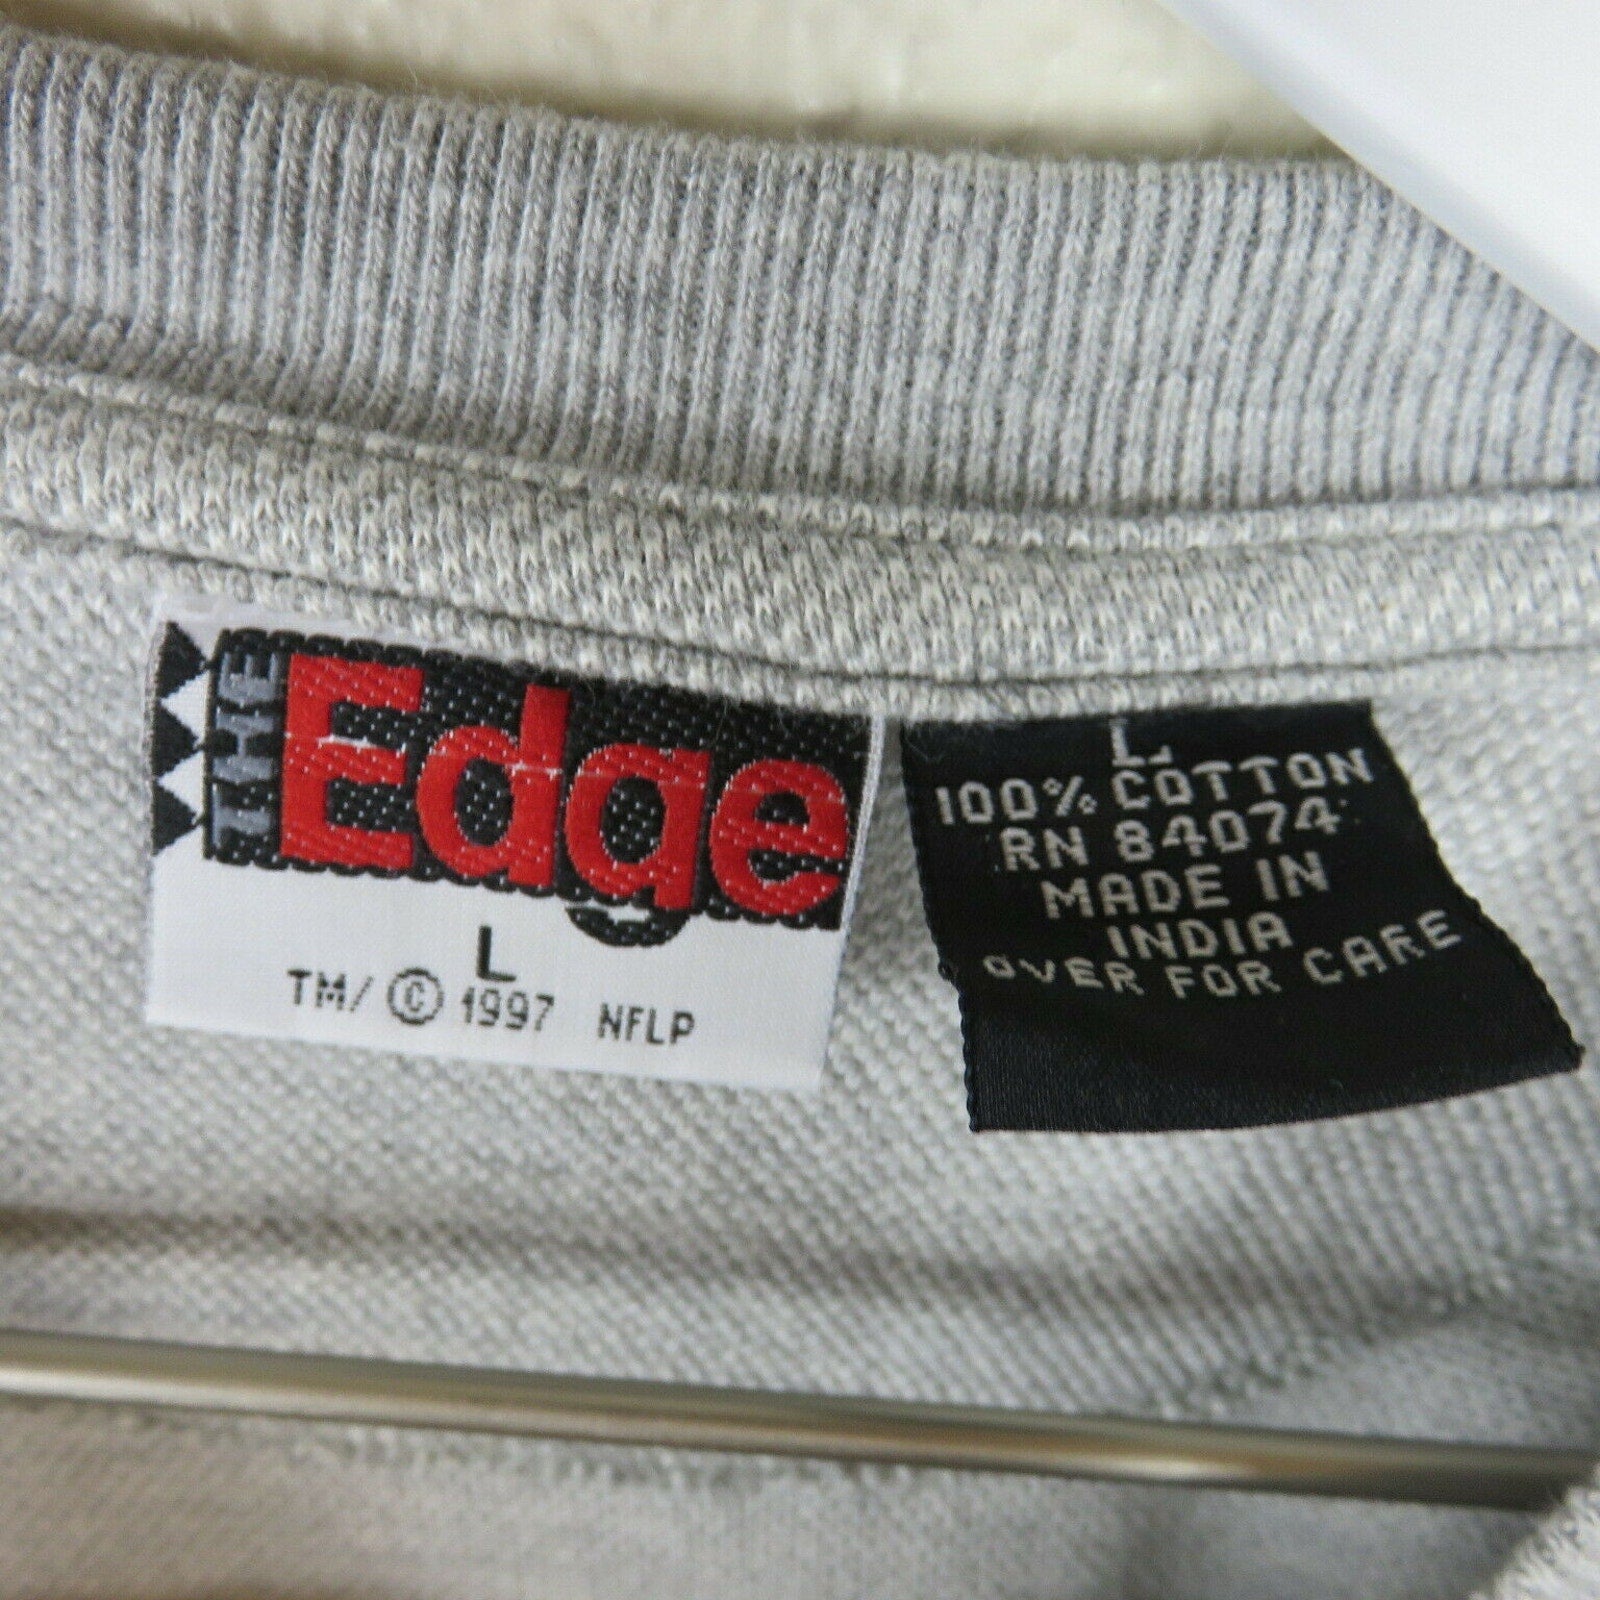 THE Edge
L
TM/ © 1997 NFLP
L
100% COTTON
RN 84074
MADE IN
INDIA
OVER FOR CARE